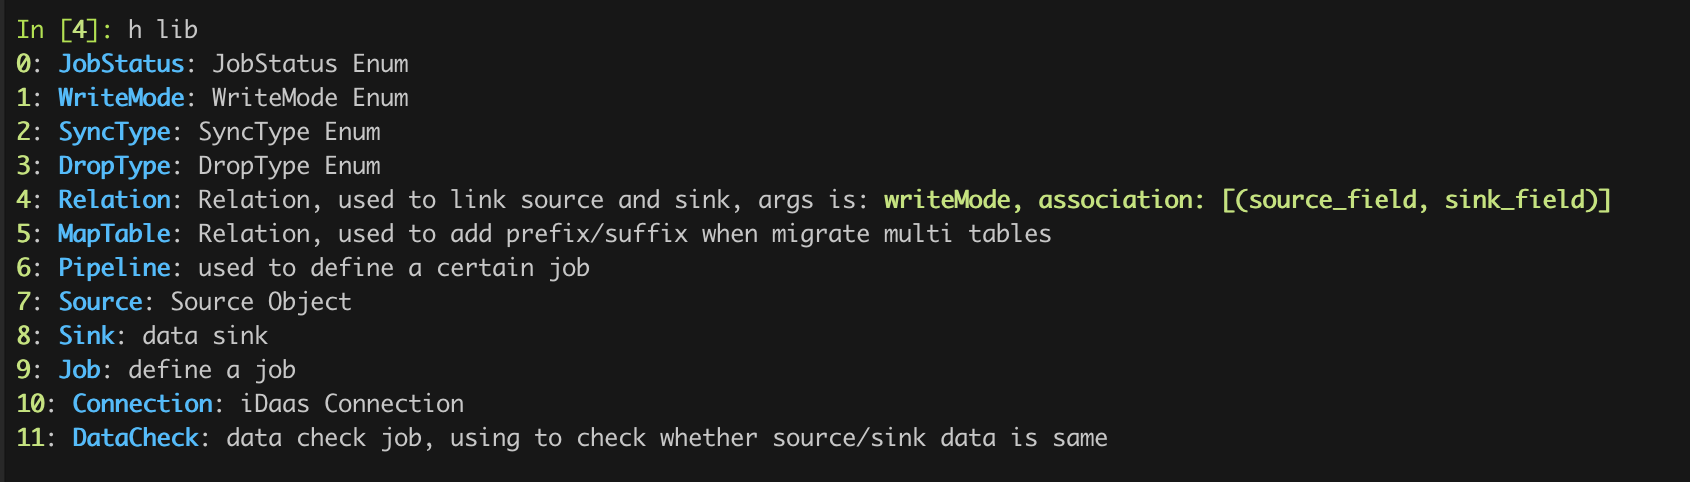 In [4]: h lib
0: JobStatus: JobStatus Enum
1: WriteMode: WriteMode Enum
2: SyncType: SyncType Enum
3: DropType: DropType Enum
4: Relation: Relation, used to link source and sink, args is: writeMode, association: [(source_field, sink_field)]
5: MapTable: Relation, used to add prefix/suffix when migrate multi tables
6: Pipeline: used to define a certain job
7: Source: Source Object
8: Sink: data sink
9: Job: define a job
10: Connection: iDaas Connection
11: DataCheck: data check job, using to check whether source/sink data is same